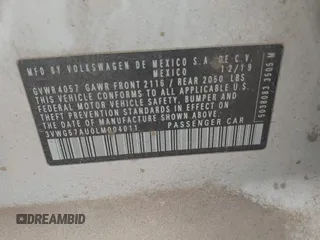 MFD BY VOLKSWAGEN DE MEXICO S.A. DE C.V.
MEXICO 12/19
GVWR 4057 GAWR FRONT 2116 / REAR 2050 LBS
THIS VEHICLE CONFORMS TO ALL APPLICABLE U.S.
FEDERAL MOTOR VEHICLE SAFETY, BUMPER AND
THEFT PREVENTION STANDARDS IN EFFECT
ON THE DATE OF MANUFACTURE SHOWN ABOVE
3VWG57AU0LM004011 PASSENGER CAR
5038083 3505 M
DREAMBID